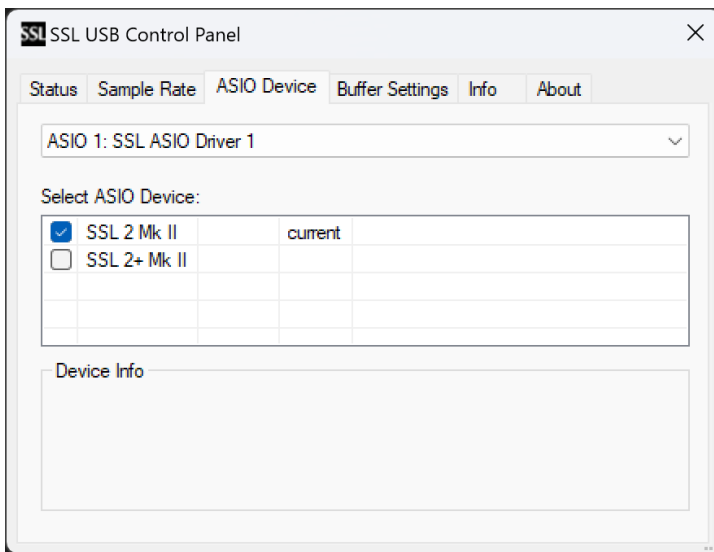 SSL SSL USB Control Panel
Status Sample Rate ASIO Device Buffer Settings Info About
ASIO 1: SSL ASIO Driver 1
Select ASIO Device:
SSL 2 Mk II current
SSL 2+ Mk II
Device Info